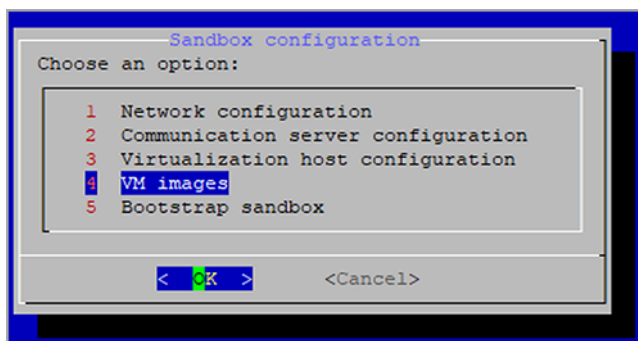 Sandbox configuration
Choose an option:
1 Network configuration
2 Communication server configuration
3 Virtualization host configuration
4 VM images
5 Bootstrap sandbox
< OK > <Cancel>